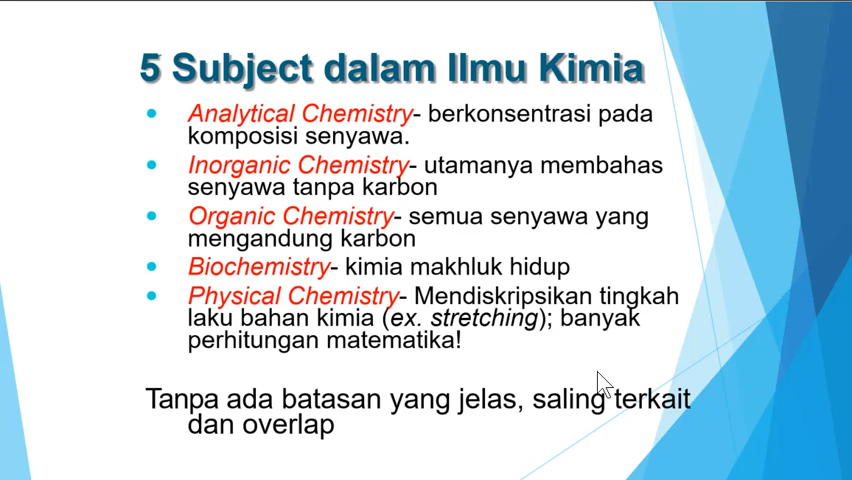 5 Subject dalam Ilmu Kimia
Analytical Chemistry- berkonsentrasi pada
komposisi senyawa.
Inorganic Chemistry- utamanya membahas
senyawa tanpa karbon
Organic Chemistry- semua senyawa yang
mengandung karbon
Biochemistry- kimia makhluk hidup
Physical Chemistry- Mendiskripsikan tingkah
laku bahan kimia (ex. stretching); banyak
perhitungan matematika!
Tanpa ada batasan yang jelas, saling terkait
dan overlap